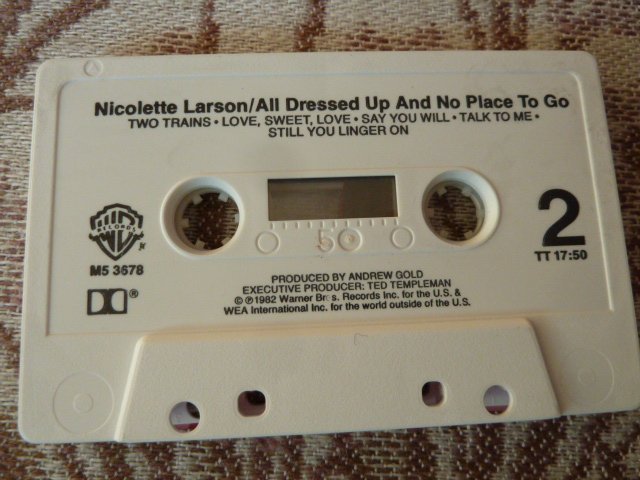 Nicolette Larson/All Dressed Up And No Place To Go
TWO TRAINS • LOVE, SWEET, LOVE • SAY YOU WILL • TALK TO ME •
STILL YOU LINGER ON
RECORDS
M5 3678
®
50
2
TT 17:50
PRODUCED BY ANDREW GOLD
EXECUTIVE PRODUCER: TED TEMPLEMAN
© ℗ 1982 Warner Bros. Records Inc. for the U.S. &
WEA International Inc. for the world outside of the U.S.